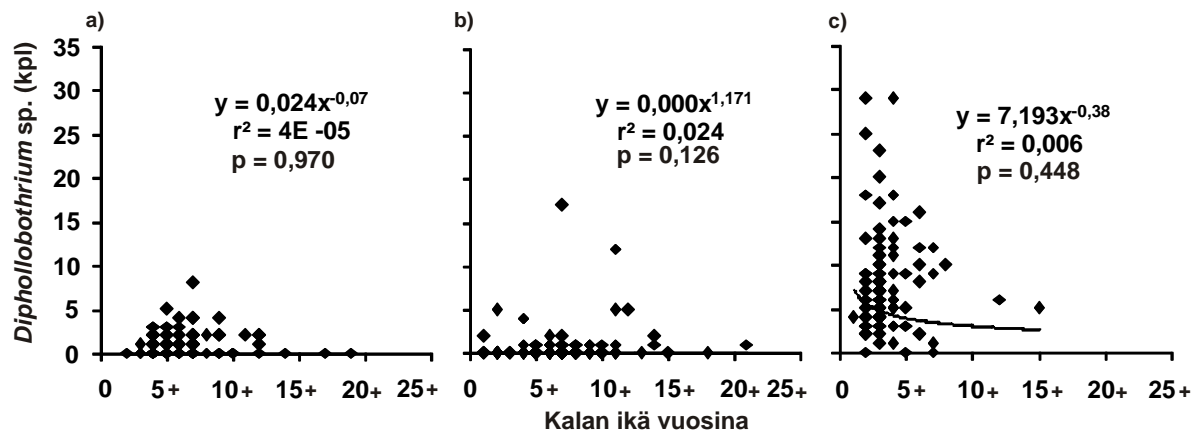 a)
b)
c)
Diphollobothrium sp. (kpl)
35
30
25
20
15
10
5
0
y = 0,024x^-0,07
r² = 4E -05
p = 0,970
y = 0,000x^1,171
r² = 0,024
p = 0,126
y = 7,193x^-0,38
r² = 0,006
p = 0,448
0 5+ 10+ 15+ 20+ 25+
0 5+ 10+ 15+ 20+ 25+
0 5+ 10+ 15+ 20+ 25+
Kalan ikä vuosina